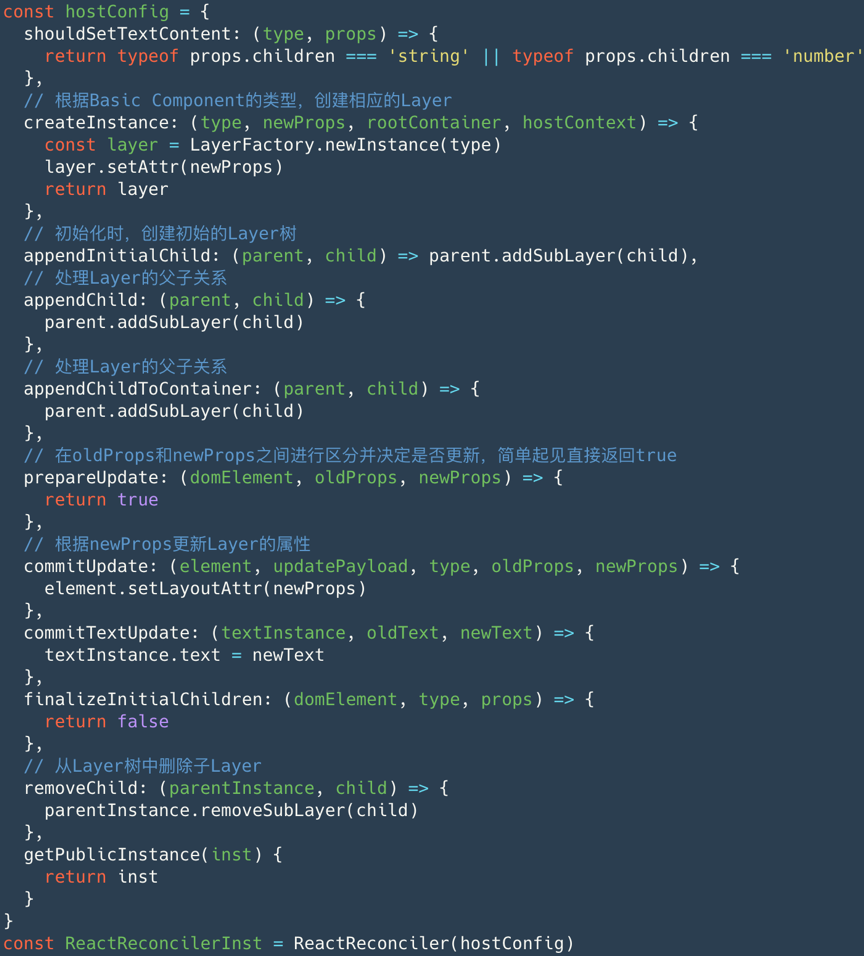 const hostConfig = {
  shouldSetTextContent: (type, props) => {
    return typeof props.children === 'string' || typeof props.children === 'number'
  },
  // 根据Basic Component的类型，创建相应的Layer
  createInstance: (type, newProps, rootContainer, hostContext) => {
    const layer = LayerFactory.newInstance(type)
    layer.setAttr(newProps)
    return layer
  },
  // 初始化时，创建初始的Layer树
  appendInitialChild: (parent, child) => parent.addSubLayer(child),
  // 处理Layer的父子关系
  appendChild: (parent, child) => {
    parent.addSubLayer(child)
  },
  // 处理Layer的父子关系
  appendChildToContainer: (parent, child) => {
    parent.addSubLayer(child)
  },
  // 在oldProps和newProps之间进行区分并决定是否更新，简单起见直接返回true
  prepareUpdate: (domElement, oldProps, newProps) => {
    return true
  },
  // 根据newProps更新Layer的属性
  commitUpdate: (element, updatePayload, type, oldProps, newProps) => {
    element.setLayoutAttr(newProps)
  },
  commitTextUpdate: (textInstance, oldText, newText) => {
    textInstance.text = newText
  },
  finalizeInitialChildren: (domElement, type, props) => {
    return false
  },
  // 从Layer树中删除子Layer
  removeChild: (parentInstance, child) => {
    parentInstance.removeSubLayer(child)
  },
  getPublicInstance(inst) {
    return inst
  }
}
const ReactReconcilerInst = ReactReconciler(hostConfig)